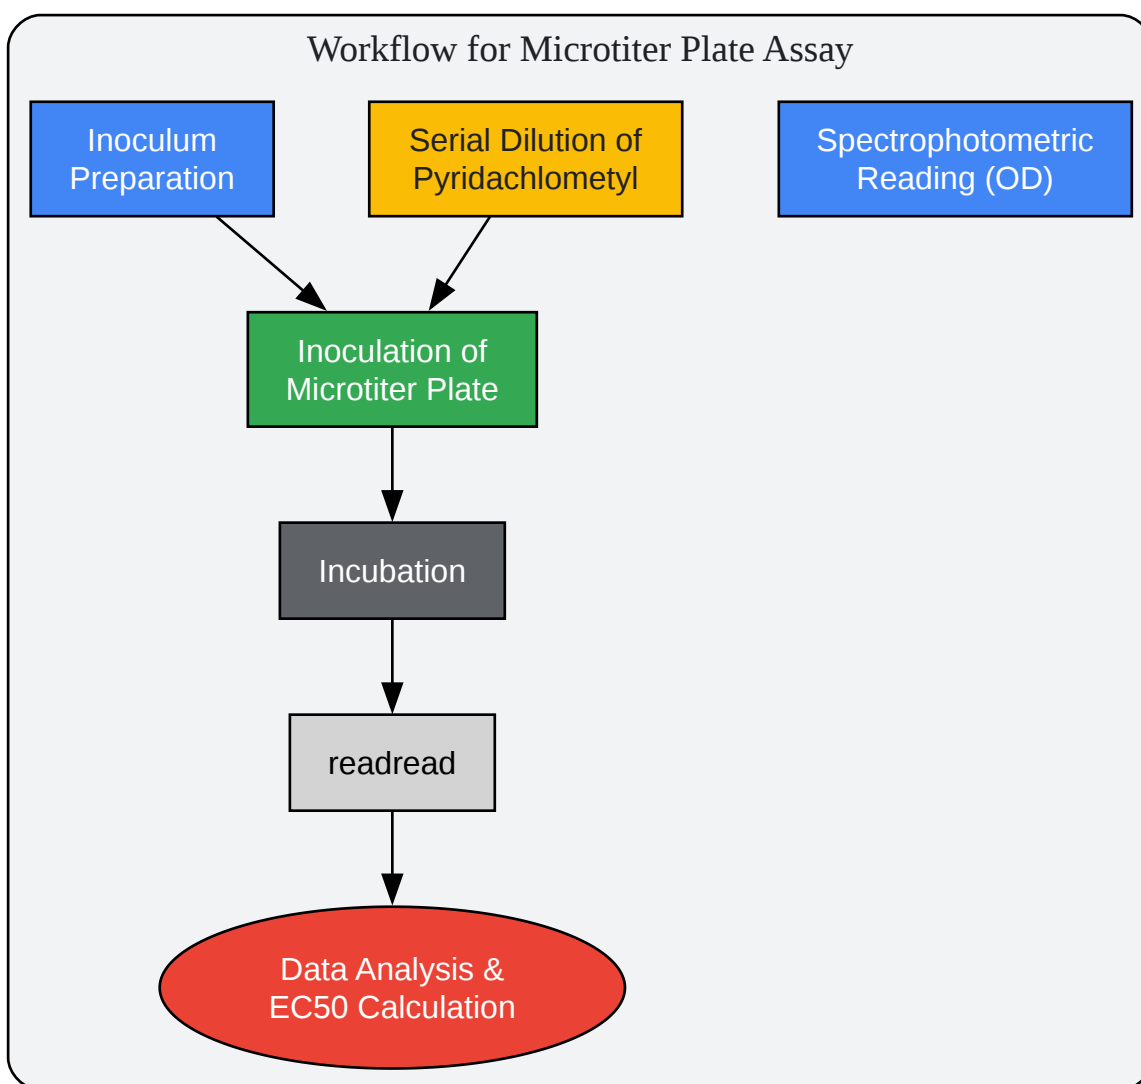 Workflow for Microtiter Plate Assay
Inoculum
Preparation
Serial Dilution of
Pyridachlometyl
Spectrophotometric
Reading (OD)
Inoculation of
Microtiter Plate
Incubation
readread
Data Analysis &
EC50 Calculation